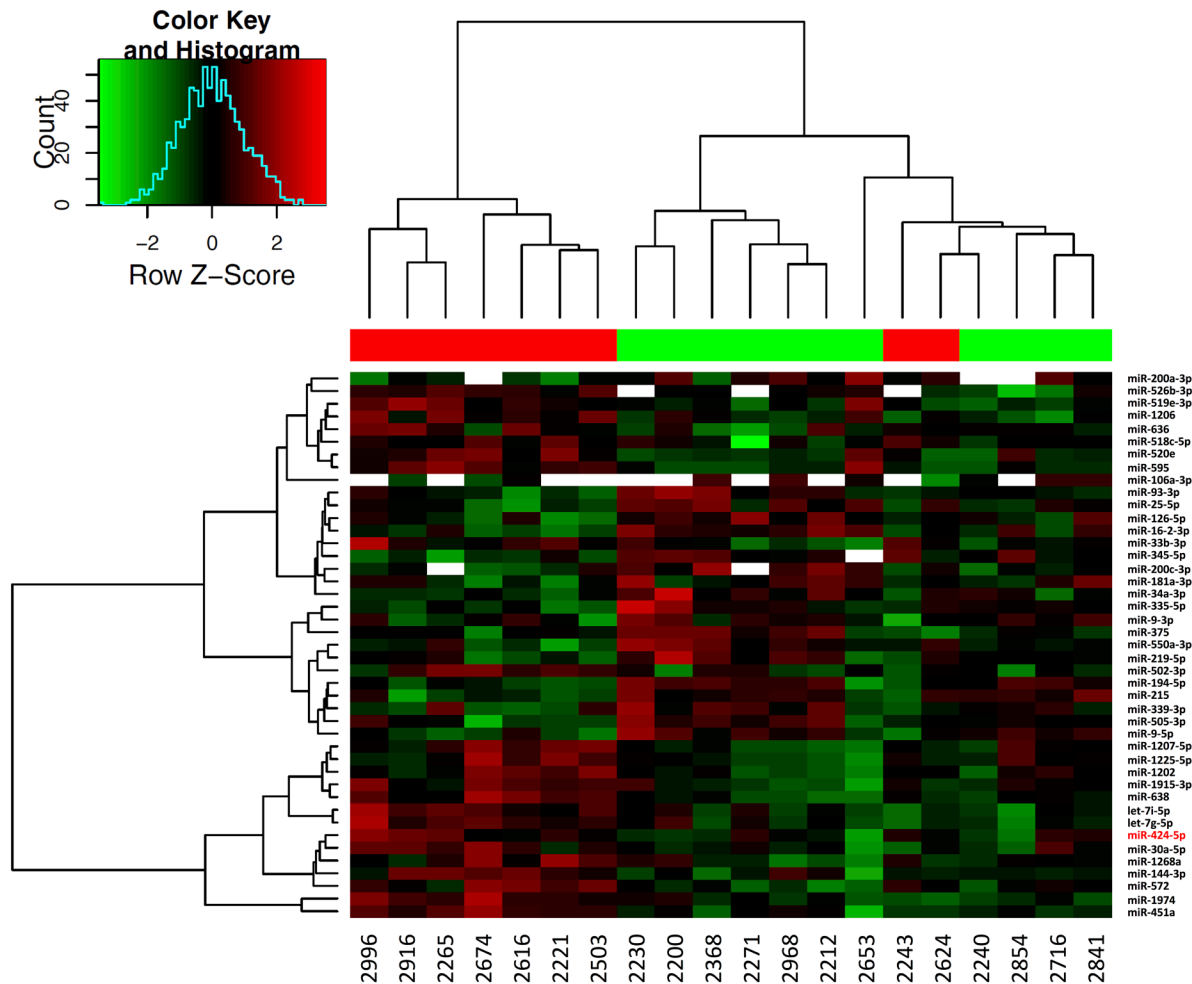 Color Key
and Histogram
Count
0
20
40
−2
0
2
Row Z−Score
miR-200a-3p
miR-526b-3p
miR-519e-3p
miR-1206
miR-636
miR-518c-5p
miR-520e
miR-595
miR-106a-3p
miR-93-3p
miR-25-5p
miR-126-5p
miR-16-2-3p
miR-33b-3p
miR-345-5p
miR-200c-3p
miR-181a-3p
miR-34a-3p
miR-335-5p
miR-9-3p
miR-375
miR-550a-3p
miR-219-5p
miR-502-3p
miR-194-5p
miR-215
miR-339-3p
miR-505-3p
miR-9-5p
miR-1207-5p
miR-1225-5p
miR-1202
miR-1915-3p
miR-638
let-7i-5p
let-7g-5p
miR-424-5p
miR-30a-5p
miR-1268a
miR-144-3p
miR-572
miR-1974
miR-451a
2996
2916
2265
2674
2616
2221
2503
2230
2200
2368
2271
2968
2212
2653
2243
2624
2240
2854
2716
2841